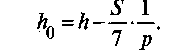 h₀ = h − S/7 · 1/p.